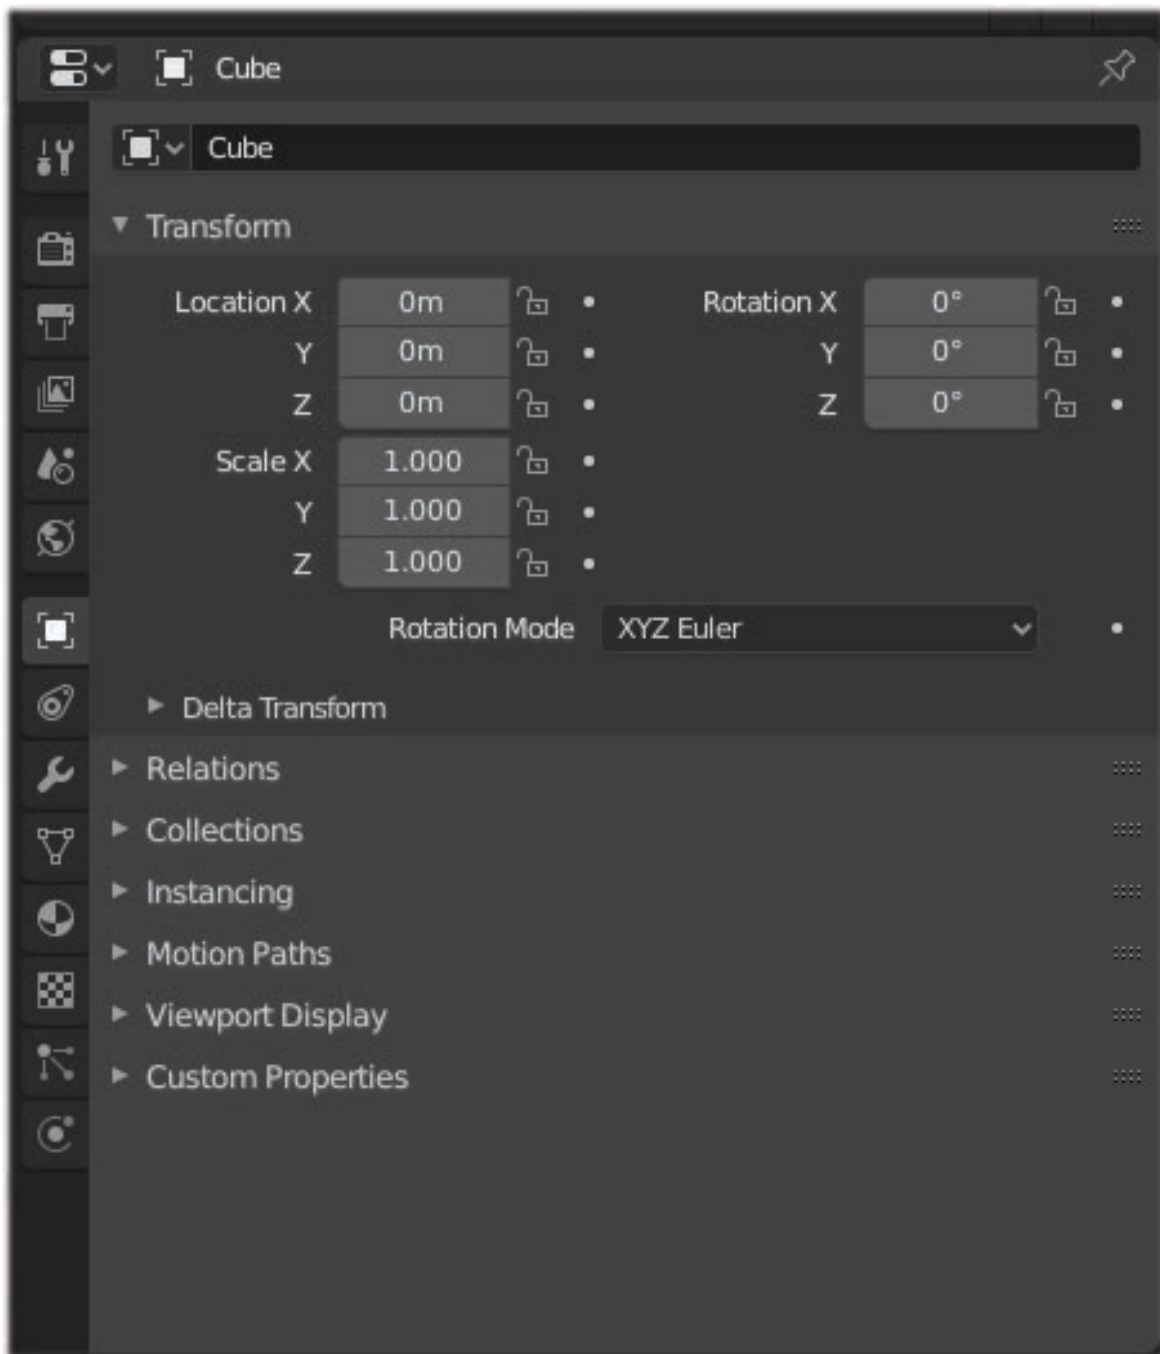 Cube
Cube
Transform
Location X 0m Rotation X 0°
Y 0m Y 0°
Z 0m Z 0°
Scale X 1.000
Y 1.000
Z 1.000
Rotation Mode XYZ Euler
Delta Transform
Relations
Collections
Instancing
Motion Paths
Viewport Display
Custom Properties